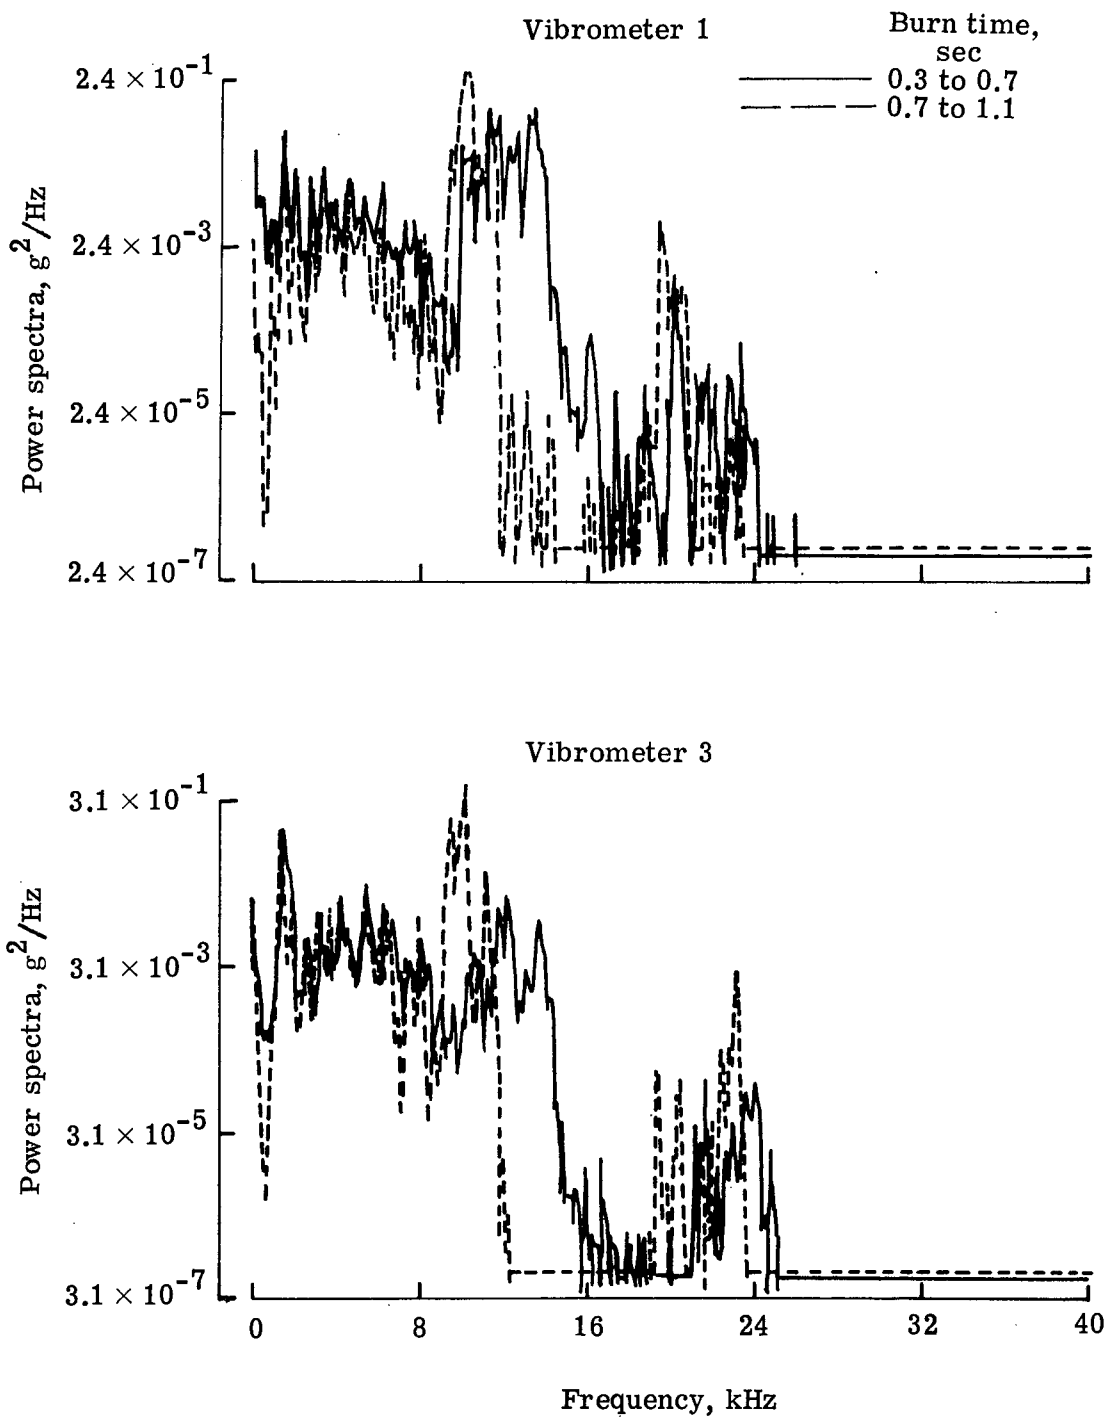 Vibrometer 1
Burn time,
sec
0.3 to 0.7
0.7 to 1.1
Power spectra, g²/Hz
2.4 × 10⁻¹
2.4 × 10⁻³
2.4 × 10⁻⁵
2.4 × 10⁻⁷
Vibrometer 3
Power spectra, g²/Hz
3.1 × 10⁻¹
3.1 × 10⁻³
3.1 × 10⁻⁵
3.1 × 10⁻⁷
0 8 16 24 32 40
Frequency, kHz